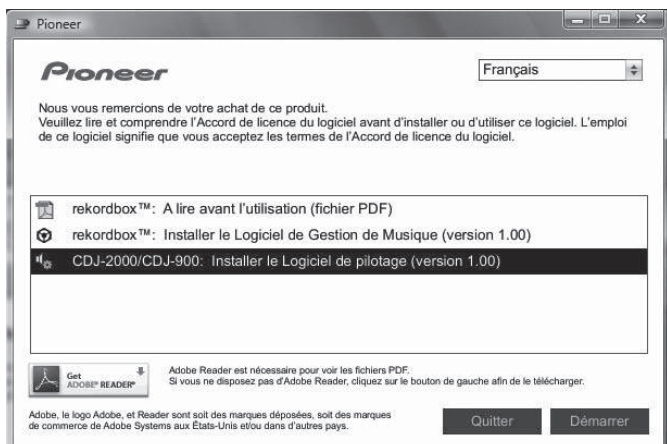 Pioneer
Pioneer
Français
Nous vous remercions de votre achat de ce produit.
Veuillez lire et comprendre l'Accord de licence du logiciel avant d'installer ou d'utiliser ce logiciel. L'emploi
de ce logiciel signifie que vous acceptez les termes de l'Accord de licence du logiciel.
rekordbox™: A lire avant l'utilisation (fichier PDF)
rekordbox™: Installer le Logiciel de Gestion de Musique (version 1.00)
CDJ-2000/CDJ-900: Installer le Logiciel de pilotage (version 1.00)
Get
ADOBE® READER®
Adobe Reader est nécessaire pour voir les fichiers PDF.
Si vous ne disposez pas d'Adobe Reader, cliquez sur le bouton de gauche afin de le télécharger.
Adobe, le logo Adobe, et Reader sont soit des marques déposées, soit des marques
de commerce de Adobe Systems aux États-Unis et/ou dans d'autres pays.
Quitter
Démarrer